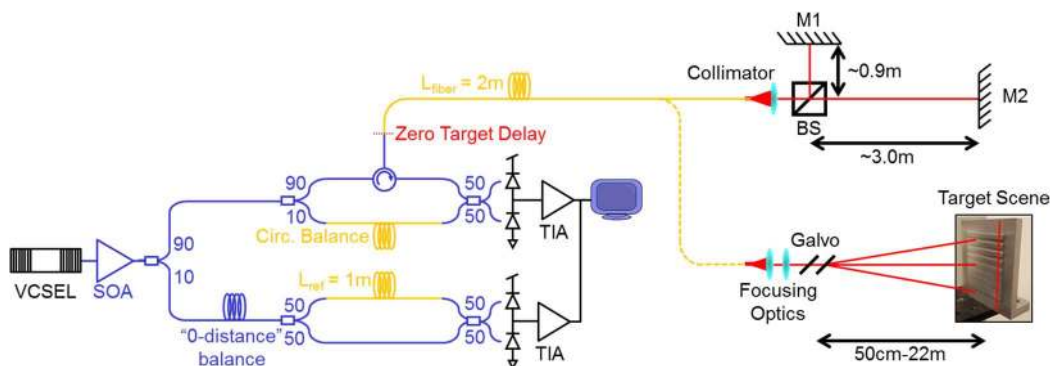 M1
Collimator
~0.9m
M2
BS
~3.0m
L_fiber = 2m
Zero Target Delay
90
10
50
50
Circ. Balance
TIA
90
10
VCSEL
SOA
"0-distance"
balance
50
50
L_ref = 1m
50
50
TIA
Target Scene
Galvo
Focusing
Optics
50cm-22m